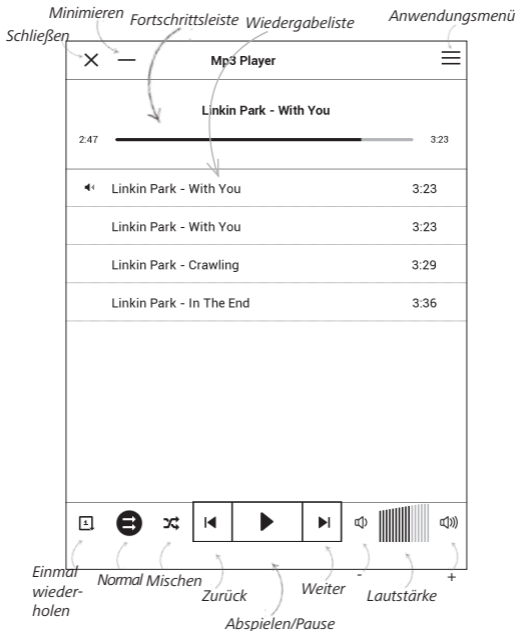 Minimieren
Fortschrittsleiste
Wiedergabeliste
Anwendungsmenü
Schließen
Mp3 Player
Linkin Park - With You
2:47
3:23
Linkin Park - With You 3:23
Linkin Park - With You 3:23
Linkin Park - Crawling 3:29
Linkin Park - In The End 3:36
1
Einmal
wieder-
holen
Normal
Mischen
Zurück
Abspielen/Pause
Weiter
-
Lautstärke
+